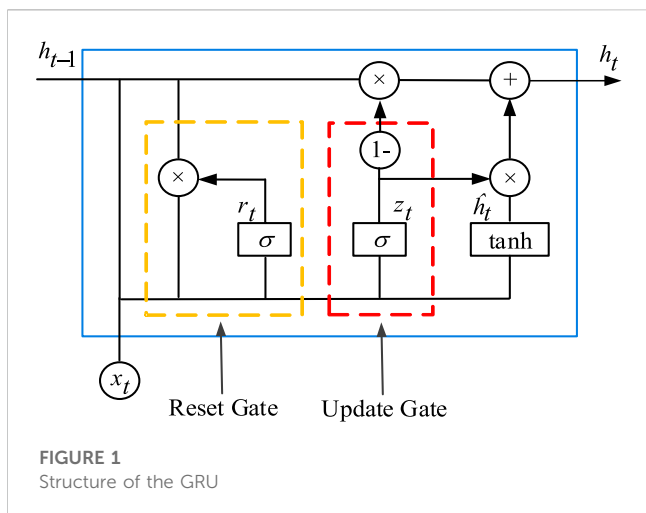 h_{t-1}
h_t
×
+
1-
×
×
r_t
z_t
ĥ_t
σ
σ
tanh
x_t
Reset Gate
Update Gate
FIGURE 1
Structure of the GRU